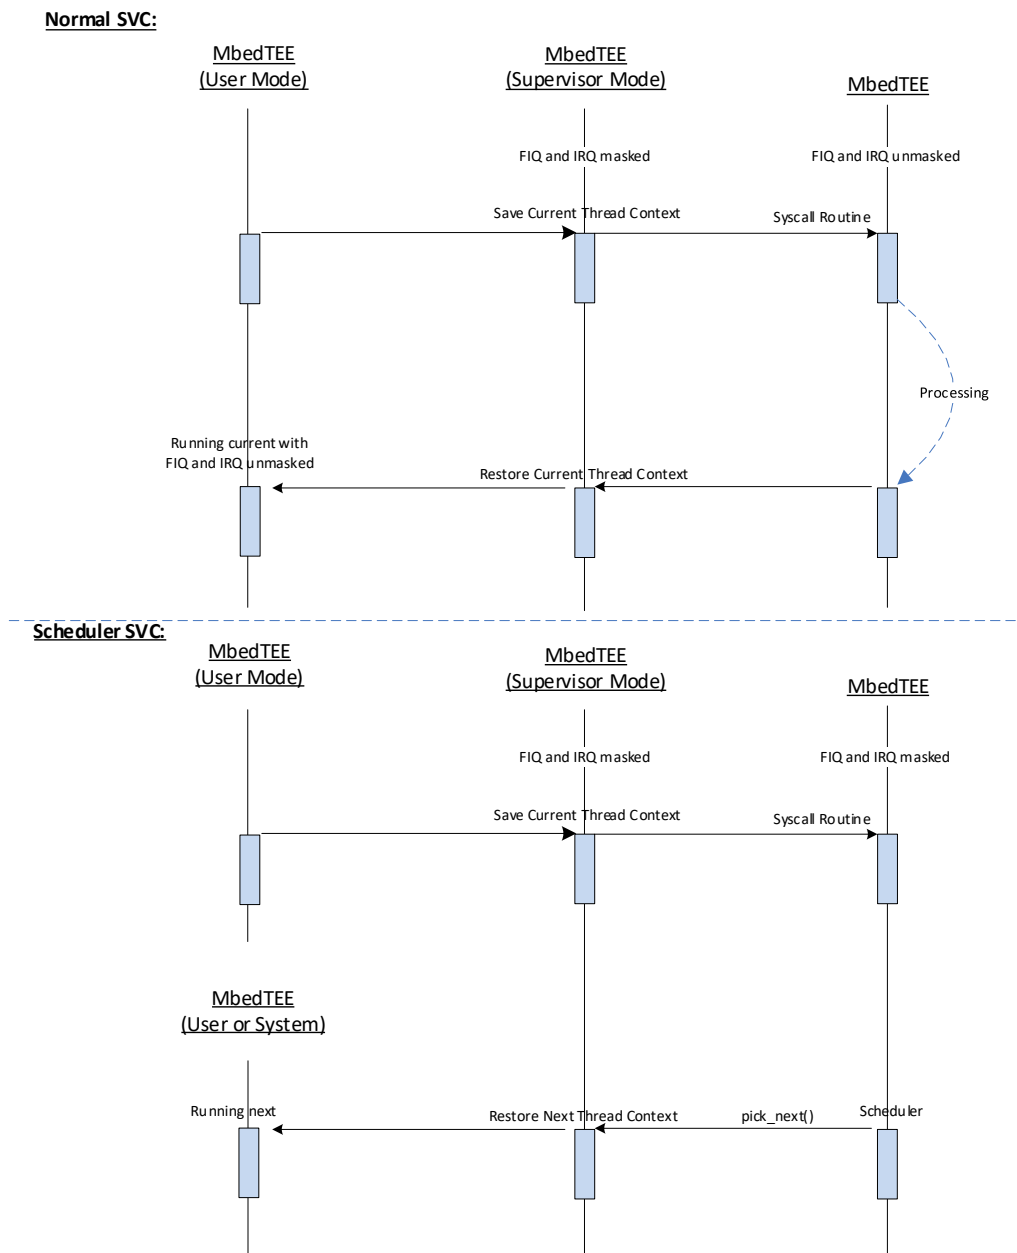 Normal SVC:
MbedTEE
(User Mode)
MbedTEE
(Supervisor Mode)
MbedTEE
FIQ and IRQ masked
FIQ and IRQ unmasked
Save Current Thread Context
Syscall Routine
Processing
Running current with
FIQ and IRQ unmasked
Restore Current Thread Context
Scheduler SVC:
MbedTEE
(User Mode)
MbedTEE
(Supervisor Mode)
MbedTEE
FIQ and IRQ masked
FIQ and IRQ masked
Save Current Thread Context
Syscall Routine
MbedTEE
(User or System)
Running next
Restore Next Thread Context
pick_next()
Scheduler